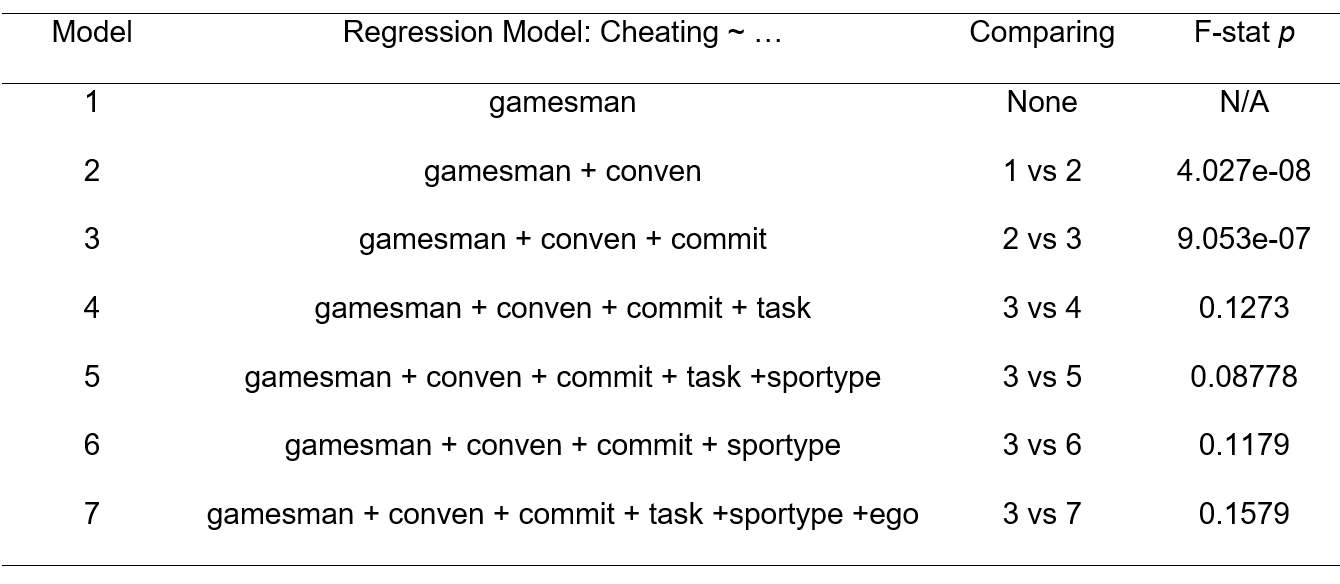 Model Regression Model: Cheating ~ … Comparing F-stat p
1 gamesman None N/A
2 gamesman + conven 1 vs 2 4.027e-08
3 gamesman + conven + commit 2 vs 3 9.053e-07
4 gamesman + conven + commit + task 3 vs 4 0.1273
5 gamesman + conven + commit + task +sportype 3 vs 5 0.08778
6 gamesman + conven + commit + sportype 3 vs 6 0.1179
7 gamesman + conven + commit + task +sportype +ego 3 vs 7 0.1579